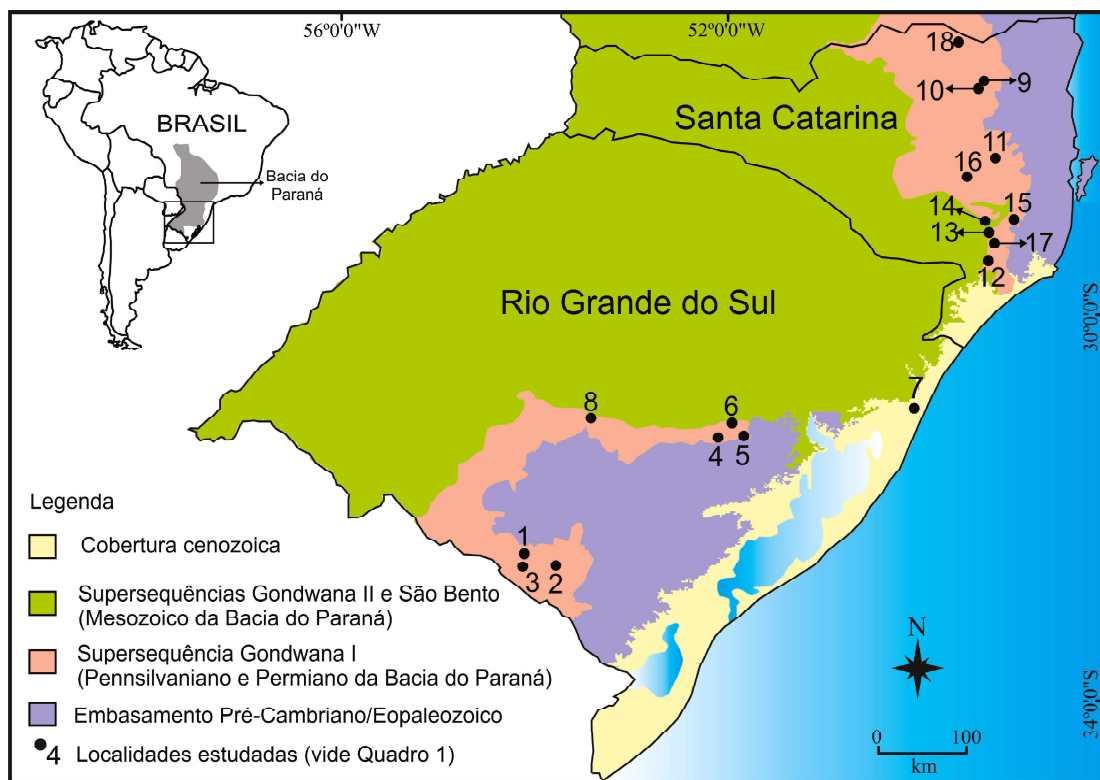 56º0'0"W
52º0'0"W
BRASIL
Bacia do
Paraná
Santa Catarina
Rio Grande do Sul
18
9
10
11
16
14
15
13
17
12
30º0'0"S
7
8
6
4
5
1
3
2
34º0'0"S
Legenda
Cobertura cenozoica
Supersequências Gondwana II e São Bento
(Mesozoico da Bacia do Paraná)
Supersequência Gondwana I
(Pennsilvaniano e Permiano da Bacia do Paraná)
Embasamento Pré-Cambriano/Eopaleozoico
4 Localidades estudadas (vide Quadro 1)
N
0 100
km